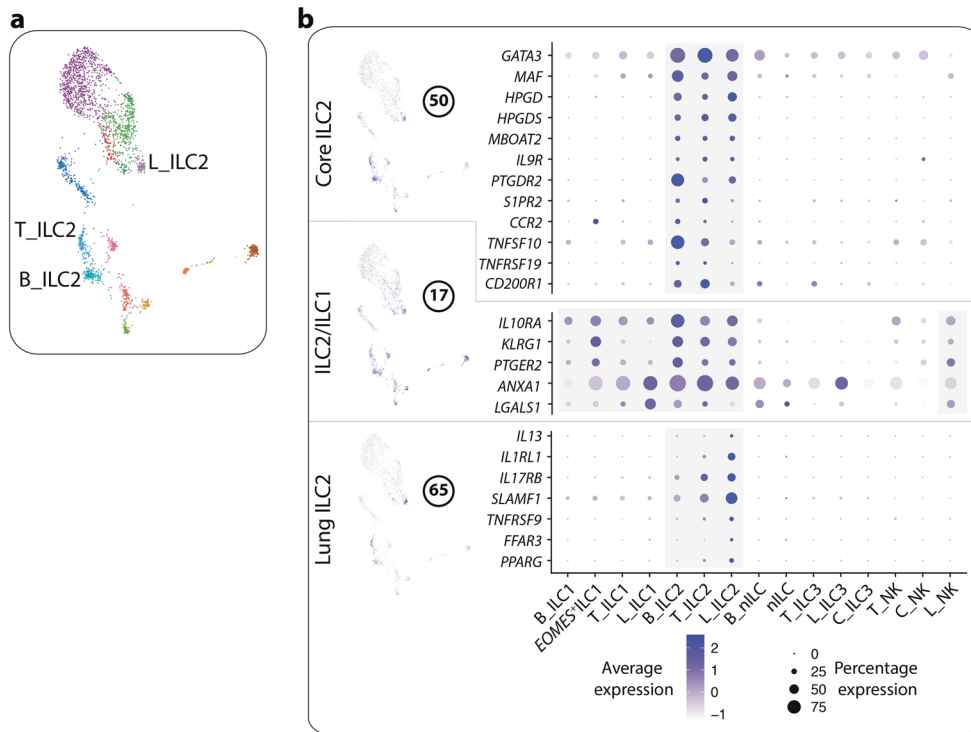 a
L_ILC2
T_ILC2
B_ILC2
b
Core ILC2
50
GATA3
MAF
HPGD
HPGDS
MBOAT2
IL9R
PTGDR2
S1PR2
CCR2
TNFSF10
TNFRSF19
CD200R1
ILC2/ILC1
17
IL10RA
KLRG1
PTGER2
ANXA1
LGALS1
Lung ILC2
65
IL13
IL1RL1
IL17RB
SLAMF1
TNFRSF9
FFAR3
PPARG
B_ILC1
EOMES+ILC1
T_ILC1
L_ILC1
B_ILC2
T_ILC2
L_ILC2
B_nILC
nILC
T_ILC3
L_ILC3
C_ILC3
T_NK
C_NK
L_NK
Average
expression
2
1
0
−1
0
25
50
75
Percentage
expression